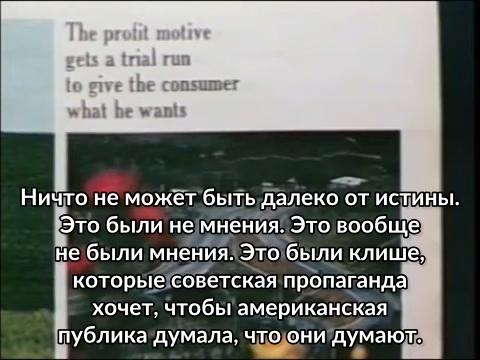 The profit motive
gets a trial run
to give the consumer
what he wants
Ничто не может быть далеко от истины.
Это были не мнения. Это вообще
не были мнения. Это были клише,
которые советская пропаганда
хочет, чтобы американская
публика думала, что они думают.